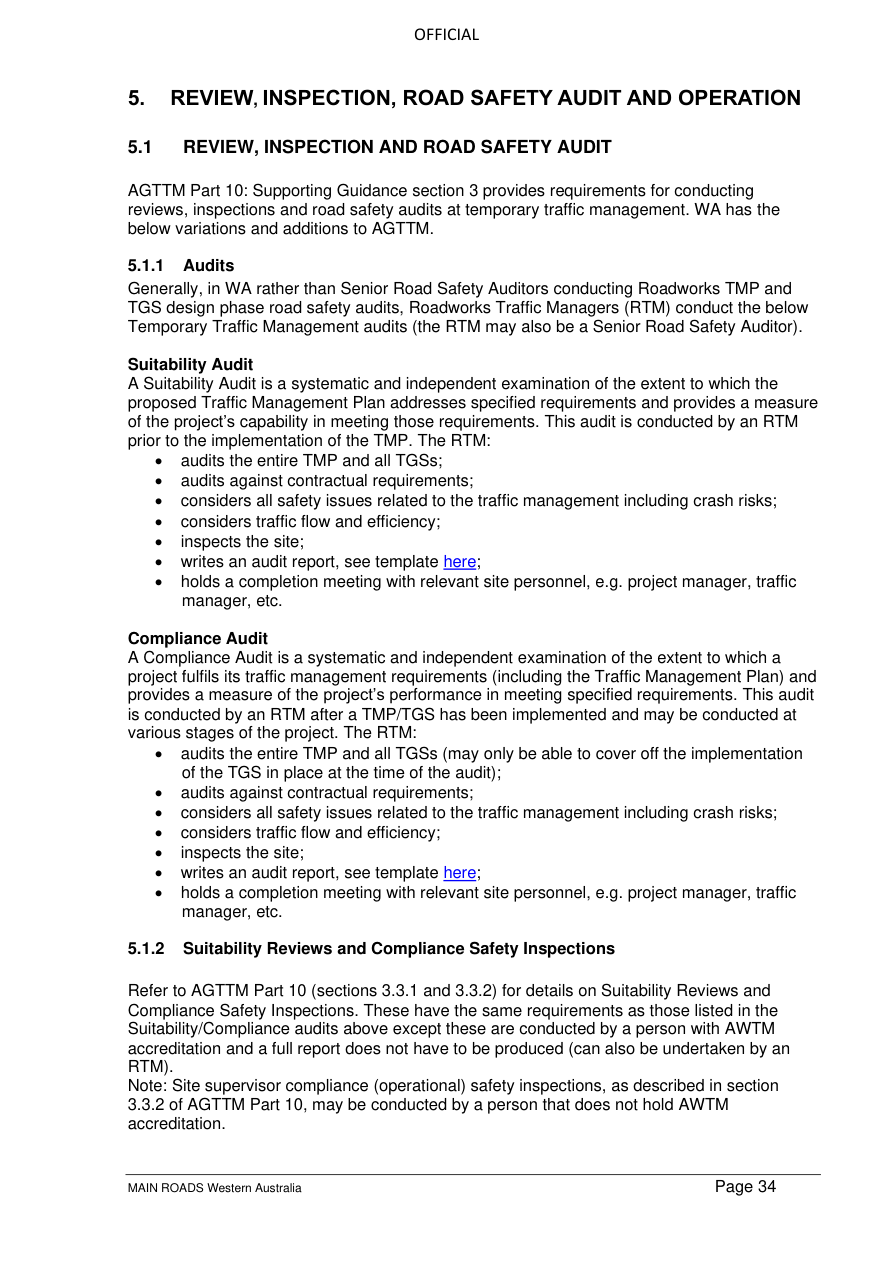 OFFICIAL
5. REVIEW, INSPECTION, ROAD SAFETY AUDIT AND OPERATION
5.1 REVIEW, INSPECTION AND ROAD SAFETY AUDIT
AGTTM Part 10: Supporting Guidance section 3 provides requirements for conducting
reviews, inspections and road safety audits at temporary traffic management. WA has the
below variations and additions to AGTTM.
5.1.1 Audits
Generally, in WA rather than Senior Road Safety Auditors conducting Roadworks TMP and
TGS design phase road safety audits, Roadworks Traffic Managers (RTM) conduct the below
Temporary Traffic Management audits (the RTM may also be a Senior Road Safety Auditor).
Suitability Audit
A Suitability Audit is a systematic and independent examination of the extent to which the
proposed Traffic Management Plan addresses specified requirements and provides a measure
of the project's capability in meeting those requirements. This audit is conducted by an RTM
prior to the implementation of the TMP. The RTM:
• audits the entire TMP and all TGSs;
• audits against contractual requirements;
• considers all safety issues related to the traffic management including crash risks;
• considers traffic flow and efficiency;
• inspects the site;
• writes an audit report, see template here;
• holds a completion meeting with relevant site personnel, e.g. project manager, traffic
manager, etc.
Compliance Audit
A Compliance Audit is a systematic and independent examination of the extent to which a
project fulfils its traffic management requirements (including the Traffic Management Plan) and
provides a measure of the project's performance in meeting specified requirements. This audit
is conducted by an RTM after a TMP/TGS has been implemented and may be conducted at
various stages of the project. The RTM:
• audits the entire TMP and all TGSs (may only be able to cover off the implementation
of the TGS in place at the time of the audit);
• audits against contractual requirements;
• considers all safety issues related to the traffic management including crash risks;
• considers traffic flow and efficiency;
• inspects the site;
• writes an audit report, see template here;
• holds a completion meeting with relevant site personnel, e.g. project manager, traffic
manager, etc.
5.1.2 Suitability Reviews and Compliance Safety Inspections
Refer to AGTTM Part 10 (sections 3.3.1 and 3.3.2) for details on Suitability Reviews and
Compliance Safety Inspections. These have the same requirements as those listed in the
Suitability/Compliance audits above except these are conducted by a person with AWTM
accreditation and a full report does not have to be produced (can also be undertaken by an
RTM).
Note: Site supervisor compliance (operational) safety inspections, as described in section
3.3.2 of AGTTM Part 10, may be conducted by a person that does not hold AWTM
accreditation.
MAIN ROADS Western Australia Page 34